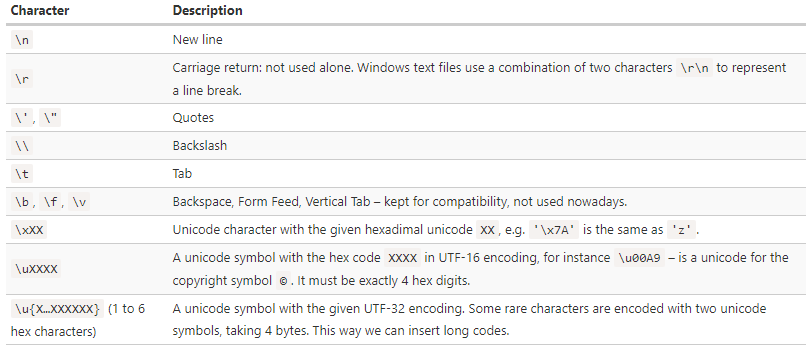 Character Description
\n New line
Carriage return: not used alone. Windows text files use a combination of two characters \r\n to represent
\r
a line break.
\', \" Quotes
\\ Backslash
\t Tab
\b, \f, \v Backspace, Form Feed, Vertical Tab – kept for compatibility, not used nowadays.
\xXX Unicode character with the given hexadimal unicode XX, e.g. '\x7A' is the same as 'z'.
A unicode symbol with the hex code XXXX in UTF-16 encoding, for instance \u00A9 – is a unicode for the
\uXXXX
copyright symbol ©. It must be exactly 4 hex digits.
\u{X…XXXXXX} (1 to 6 A unicode symbol with the given UTF-32 encoding. Some rare characters are encoded with two unicode
hex characters) symbols, taking 4 bytes. This way we can insert long codes.